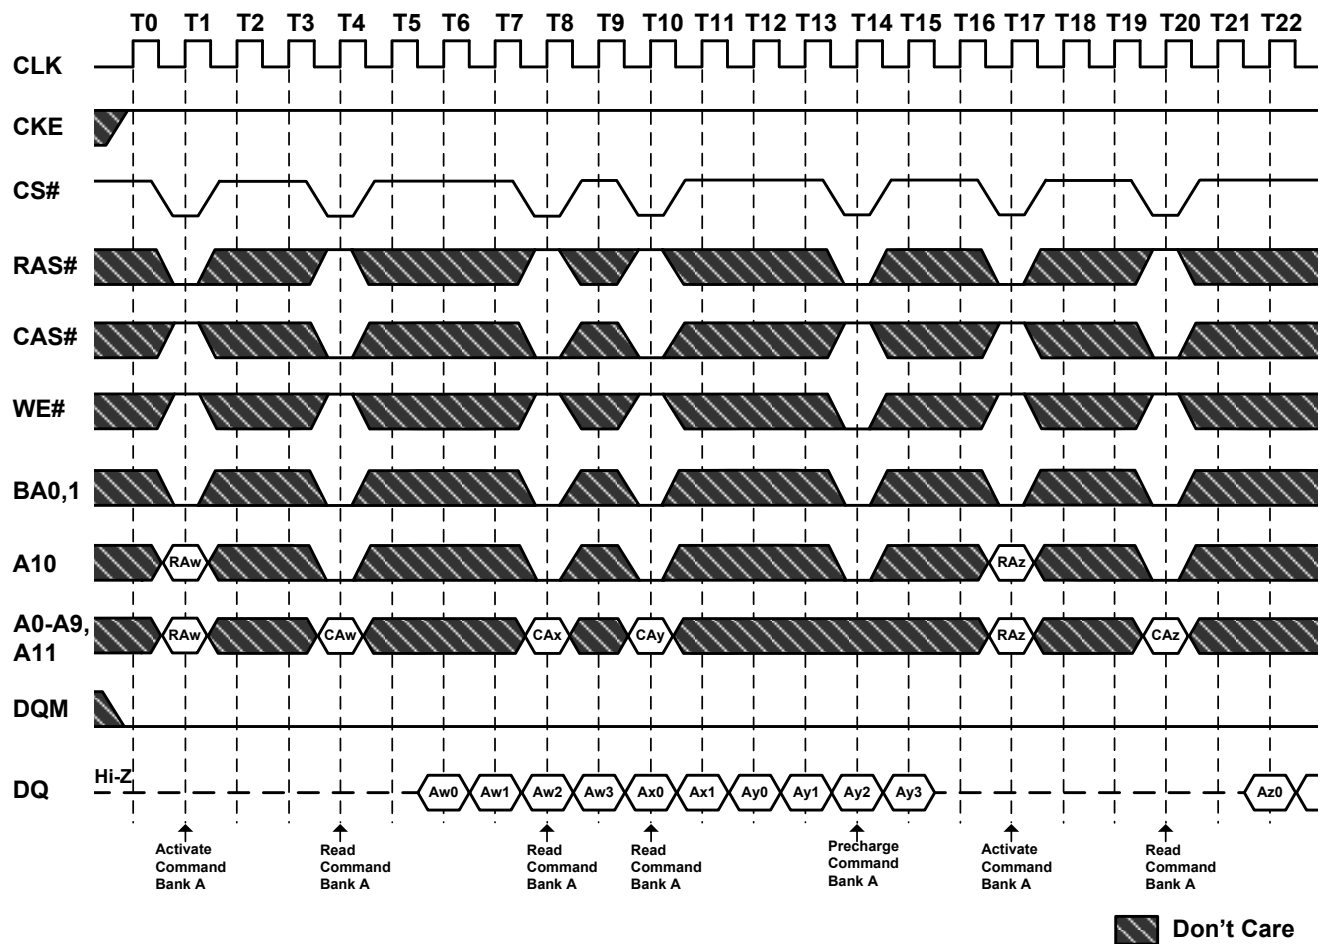 T0 T1 T2 T3 T4 T5 T6 T7 T8 T9 T10 T11 T12 T13 T14 T15 T16 T17 T18 T19 T20 T21 T22
CLK
CKE
CS#
RAS#
CAS#
WE#
BA0,1
A10 RAw RAz
A0-A9,
A11 RAw CAw CAx CAy RAz CAz
DQM
Hi-Z
DQ Aw0 Aw1 Aw2 Aw3 Ax0 Ax1 Ay0 Ay1 Ay2 Ay3 Az0
Activate
Command
Bank A
Read
Command
Bank A
Read
Command
Bank A
Read
Command
Bank A
Precharge
Command
Bank A
Activate
Command
Bank A
Read
Command
Bank A
Don't Care